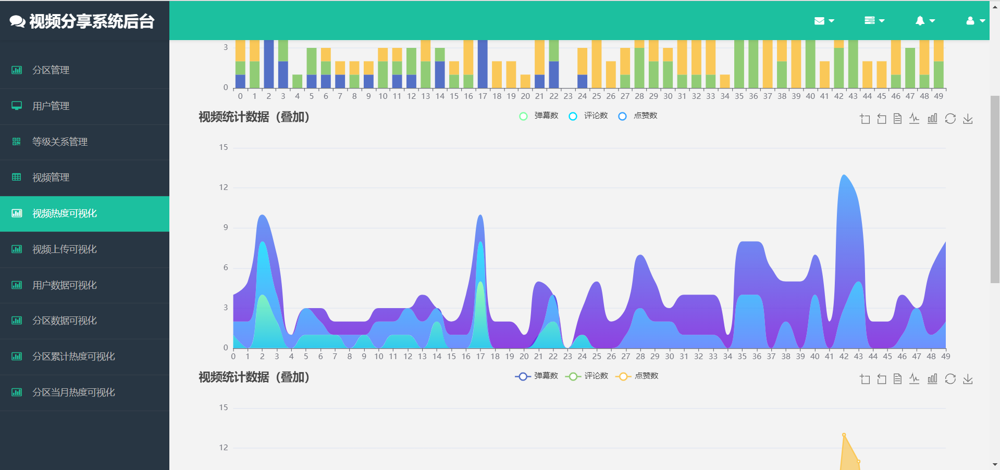 视频分享系统后台
分区管理
用户管理
等级关系管理
视频管理
视频热度可视化
视频上传可视化
用户数据可视化
分区数据可视化
分区累计热度可视化
分区当月热度可视化
3
0
0 1 2 3 4 5 6 7 8 9 10 11 12 13 14 15 16 17 18 19 20 21 22 23 24 25 26 27 28 29 30 31 32 33 34 35 36 37 38 39 40 41 42 43 44 45 46 47 48 49
视频统计数据（叠加）
弹幕数 评论数 点赞数
15
12
9
6
3
0
0 1 2 3 4 5 6 7 8 9 10 11 12 13 14 15 16 17 18 19 20 21 22 23 24 25 26 27 28 29 30 31 32 33 34 35 36 37 38 39 40 41 42 43 44 45 46 47 48 49
视频统计数据（叠加）
弹幕数 评论数 点赞数
15
12